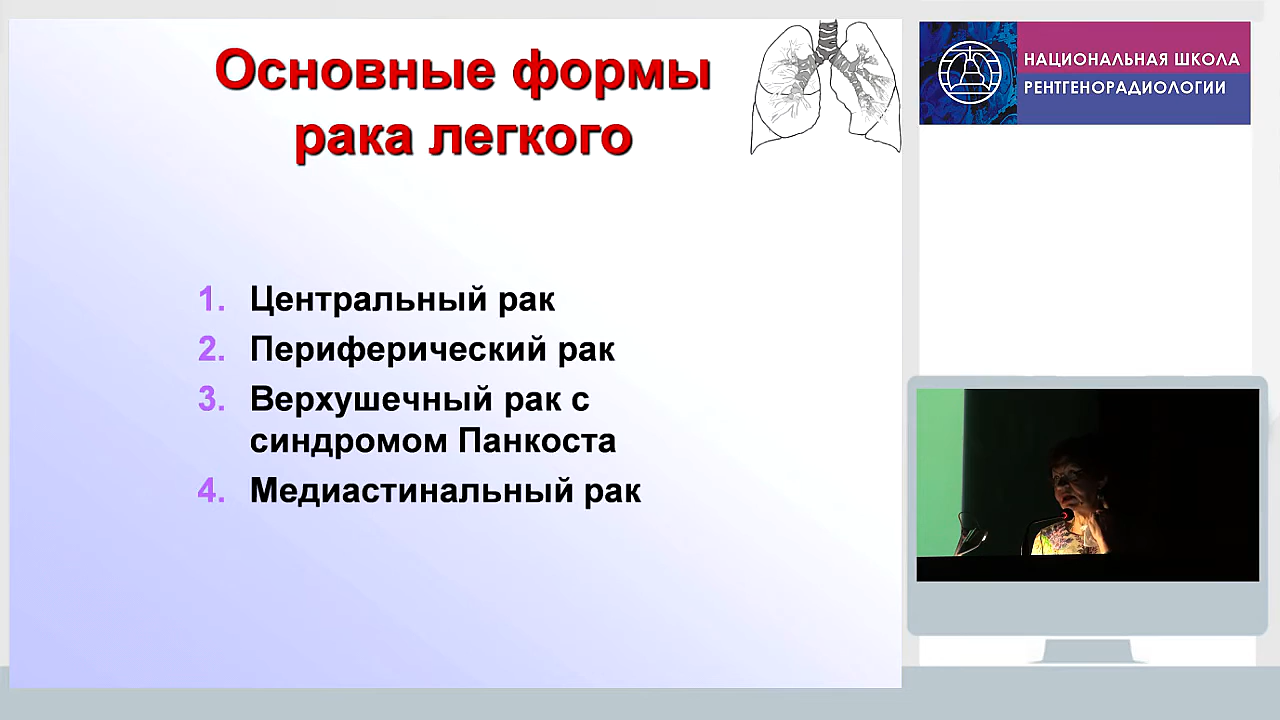 Основные формы
рака легкого
1. Центральный рак
2. Периферический рак
3. Верхушечный рак с
синдромом Панкоста
4. Медиастинальный рак
НАЦИОНАЛЬНАЯ ШКОЛА
РЕНТГЕНОРАДИОЛОГИИ